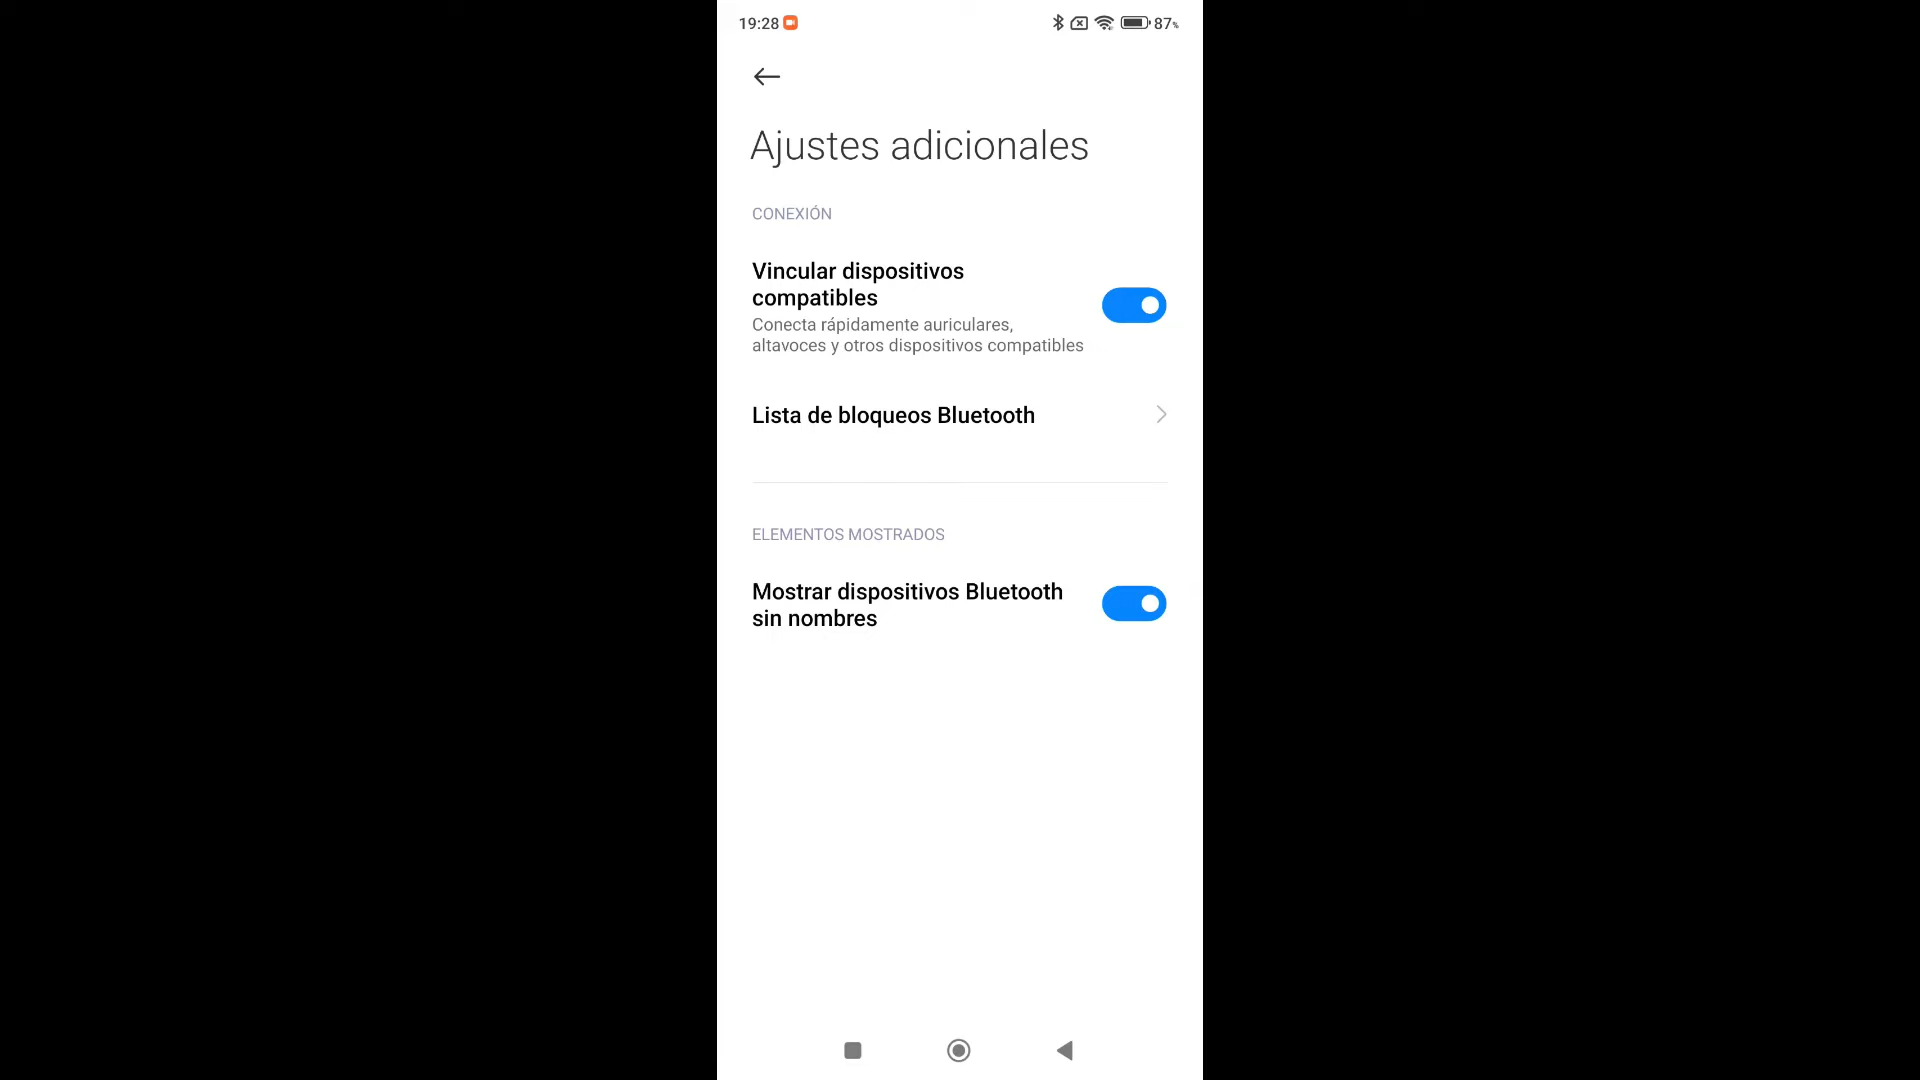 19:28
87%
Ajustes adicionales
CONEXIÓN
Vincular dispositivos
compatibles
Conecta rápidamente auriculares,
altavoces y otros dispositivos compatibles
Lista de bloqueos Bluetooth
ELEMENTOS MOSTRADOS
Mostrar dispositivos Bluetooth
sin nombres